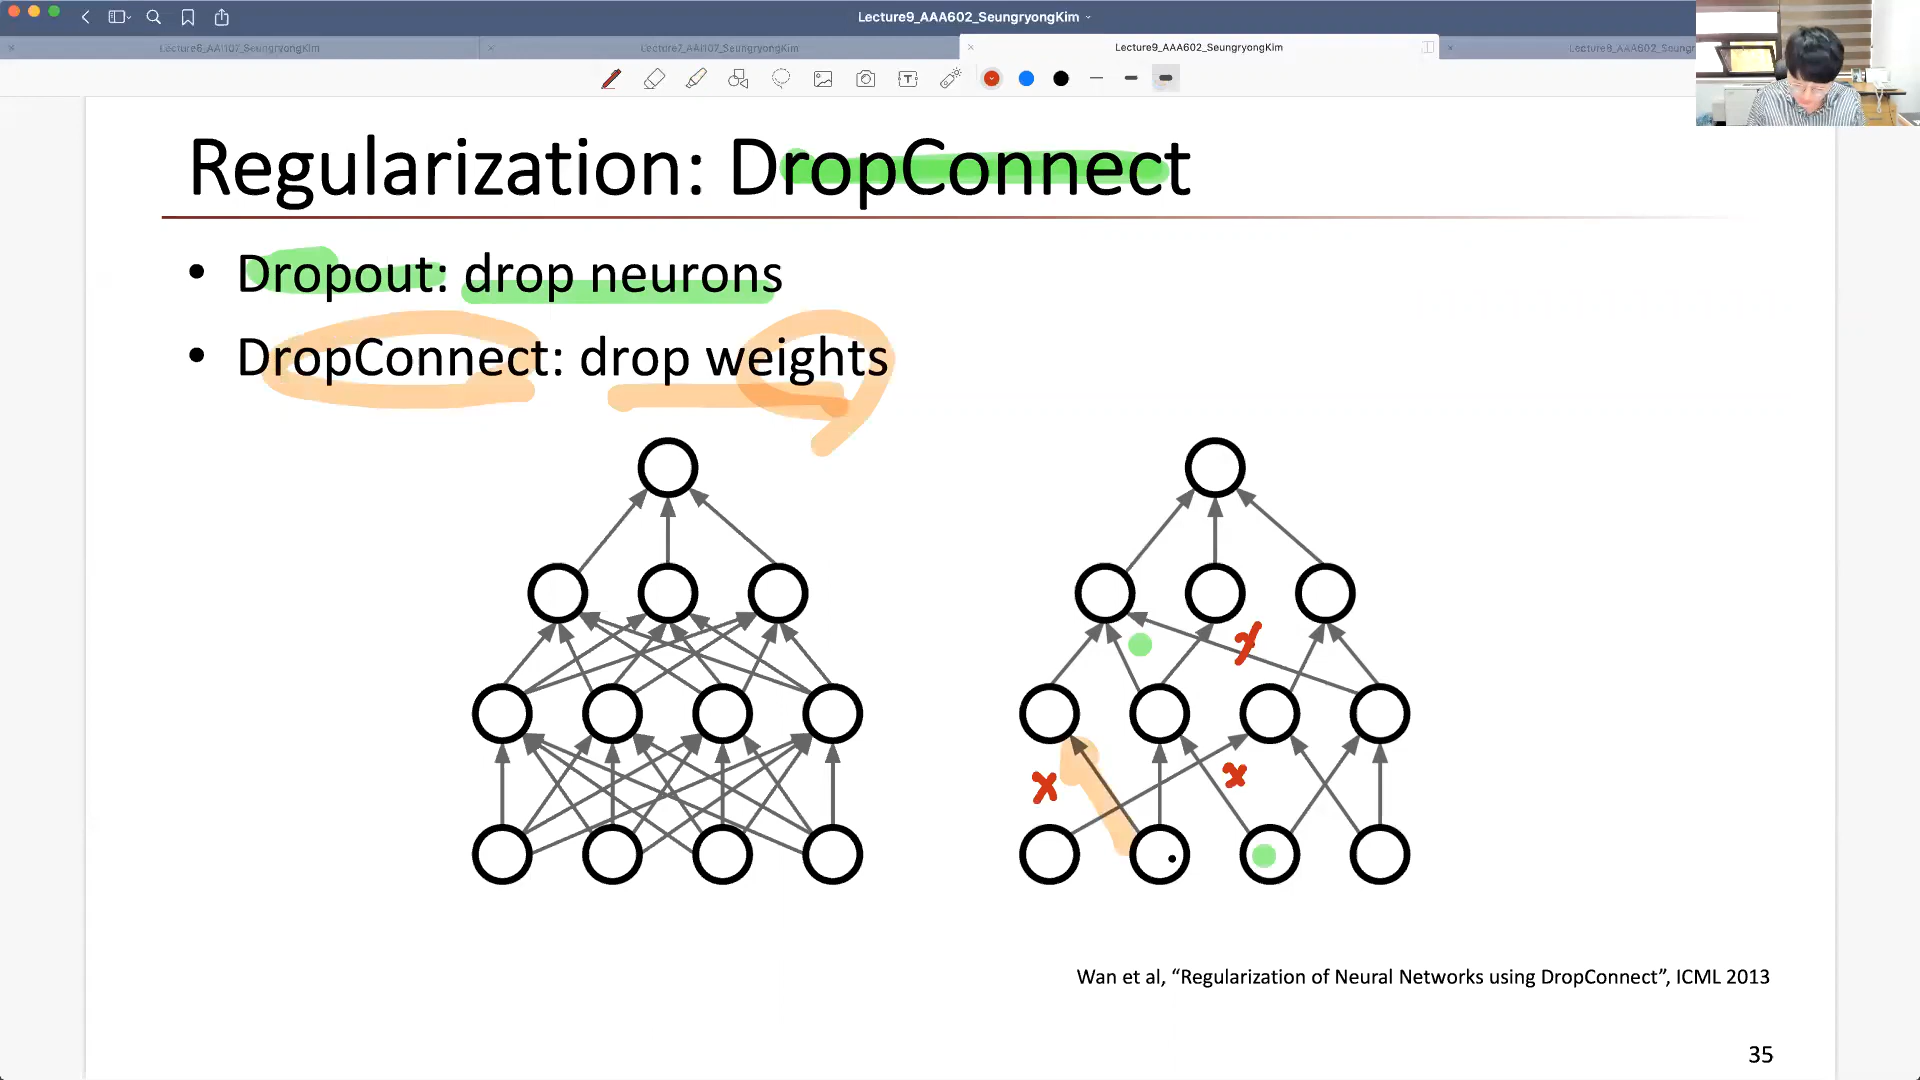 Lecture9_AAA602_SeungryongKim
Lecture6_AAI107_SeungryongKim
Lecture7_AAI107_SeungryongKim
Lecture9_AAA602_SeungryongKim
Lecture8_AAA602_Seungr
Regularization: DropConnect
• Dropout: drop neurons
• DropConnect: drop weights
Wan et al, “Regularization of Neural Networks using DropConnect”, ICML 2013
35